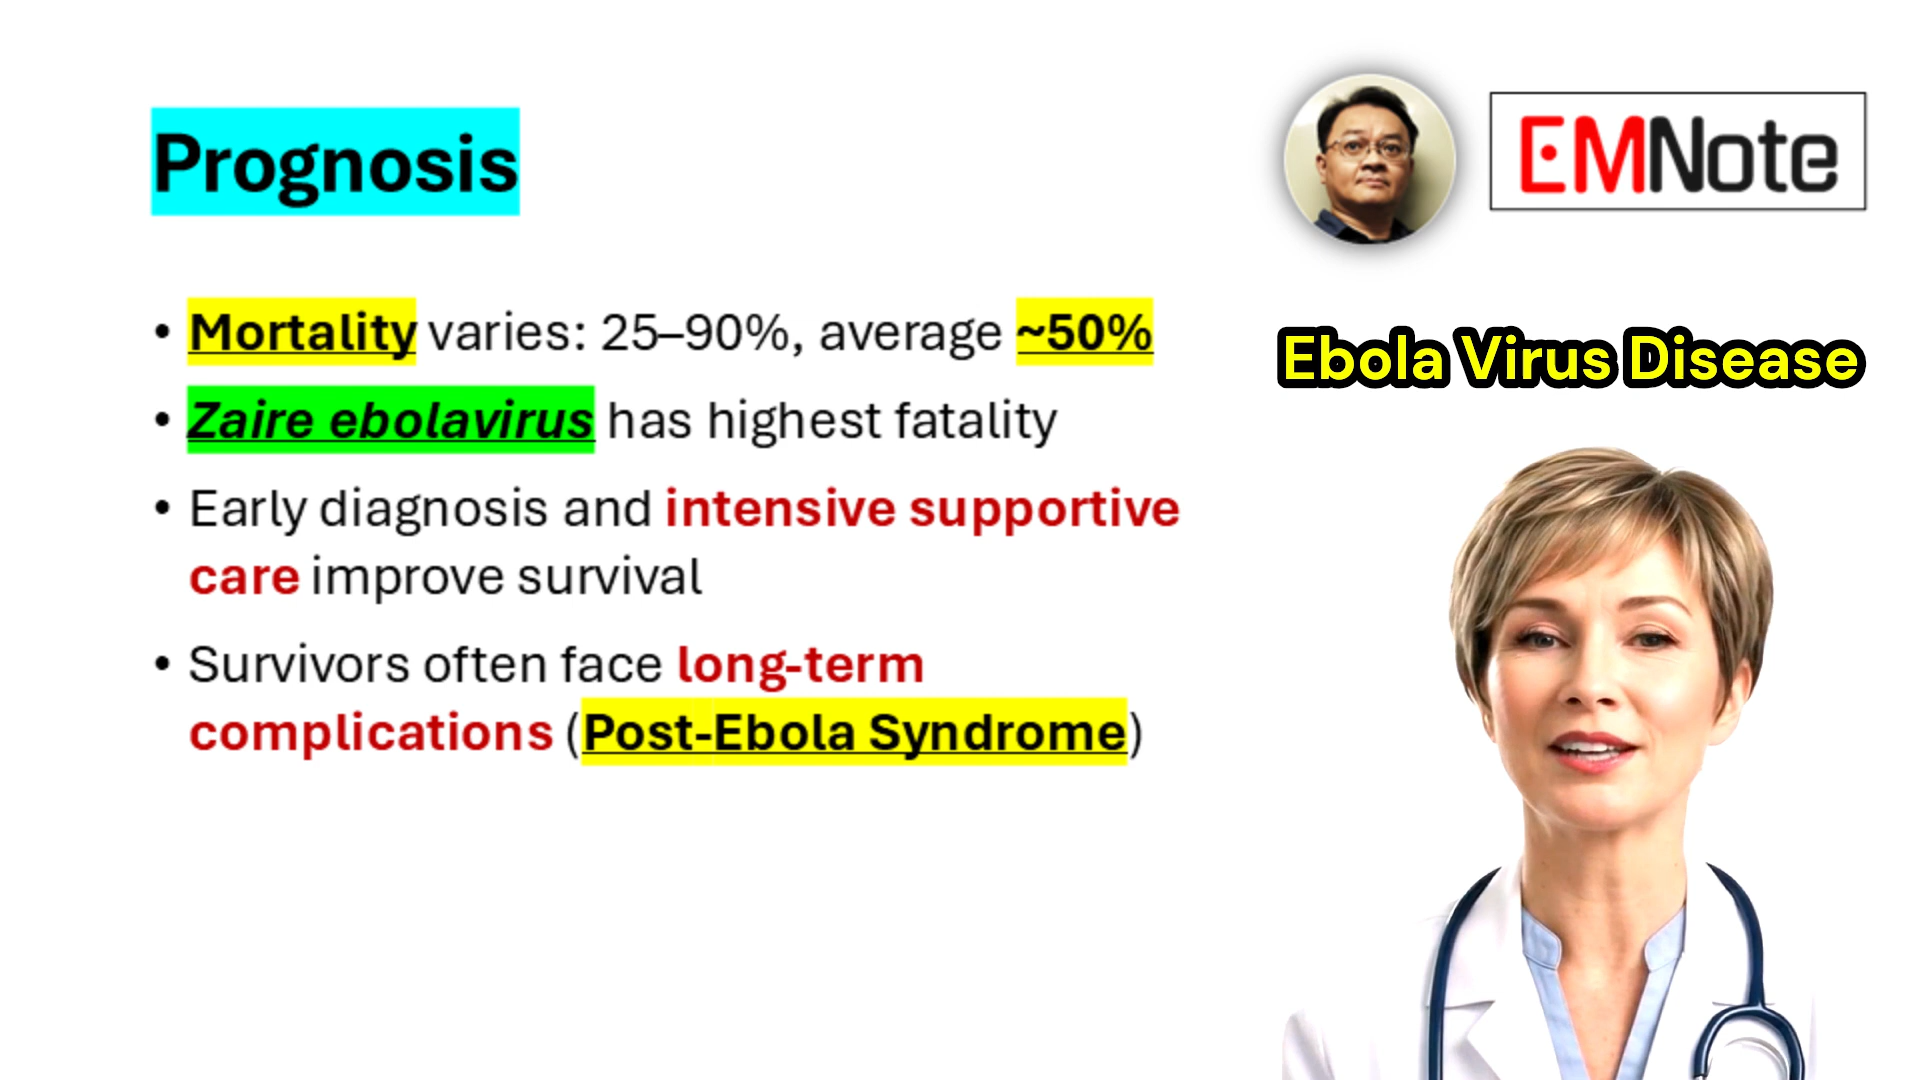 Prognosis
• Mortality varies: 25–90%, average ~50%
• Zaire ebolavirus has highest fatality
• Early diagnosis and intensive supportive
care improve survival
• Survivors often face long-term
complications (Post-Ebola Syndrome)
EMNote
Ebola Virus Disease